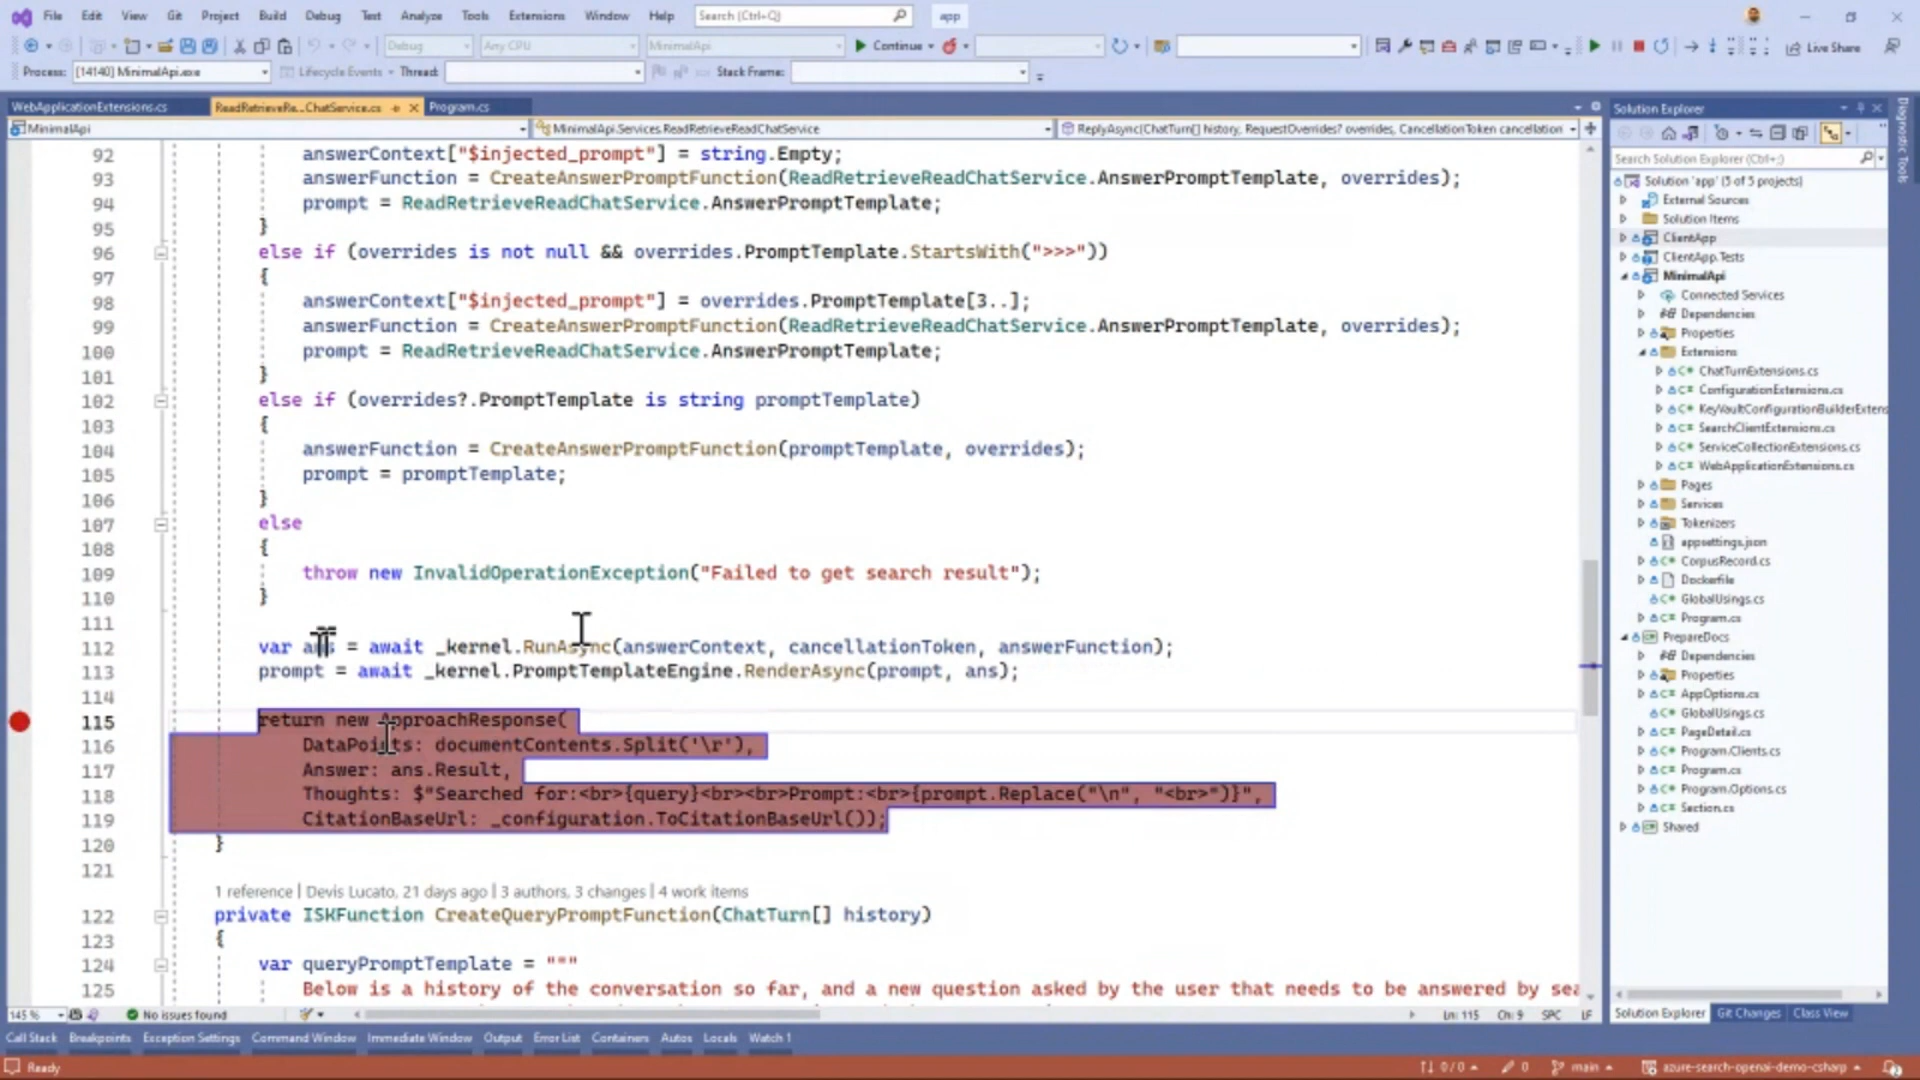 File Edit View Git Project Build Debug Test Analyze Tools Extensions Window Help Search (Ctrl+Q) app
Debug Any CPU MinimalApi Continue Live Share
Process: [14140] MinimalApi.exe Lifecycle Events Thread: Stack Frame:
WebApplicationExtensions.cs ReadRetrieveRe...ChatService.cs Program.cs
MinimalApi MinimalApi.Services.ReadRetrieveReadChatService ReplyAsync(ChatTurn[] history, RequestOverrides? overrides, CancellationToken cancellation
92 answerContext["$injected_prompt"] = string.Empty;
93 answerFunction = CreateAnswerPromptFunction(ReadRetrieveReadChatService.AnswerPromptTemplate, overrides);
94 prompt = ReadRetrieveReadChatService.AnswerPromptTemplate;
95 }
96 else if (overrides is not null && overrides.PromptTemplate.StartsWith(">>>"))
97 {
98 answerContext["$injected_prompt"] = overrides.PromptTemplate[3..];
99 answerFunction = CreateAnswerPromptFunction(ReadRetrieveReadChatService.AnswerPromptTemplate, overrides);
100 prompt = ReadRetrieveReadChatService.AnswerPromptTemplate;
101 }
102 else if (overrides?.PromptTemplate is string promptTemplate)
103 {
104 answerFunction = CreateAnswerPromptFunction(promptTemplate, overrides);
105 prompt = promptTemplate;
106 }
107 else
108 {
109 throw new InvalidOperationException("Failed to get search result");
110 }
111
112 var ans = await _kernel.RunAsync(answerContext, cancellationToken, answerFunction);
113 prompt = await _kernel.PromptTemplateEngine.RenderAsync(prompt, ans);
114
115 return new ApproachResponse(
116 DataPoints: documentContents.Split('\r'),
117 Answer: ans.Result,
118 Thoughts: $"Searched for:<br>{query}<br><br>Prompt:<br>{prompt.Replace("\n", "<br>")}",
119 CitationBaseUrl: _configuration.ToCitationBaseUrl());
120 }
121
1 reference | Devis Lucato, 21 days ago | 3 authors, 3 changes | 4 work items
122 private ISKFunction CreateQueryPromptFunction(ChatTurn[] history)
123 {
124 var queryPromptTemplate = """
125 Below is a history of the conversation so far, and a new question asked by the user that needs to be answered by sea
145 % No issues found Ln: 115 Ch: 9 SPC LF
Call Stack Breakpoints Exception Settings Command Window Immediate Window Output Error List Containers Autos Locals Watch 1
Ready 0/0 0 main azure-search-openai-demo-csharp
Solution Explorer
Search Solution Explorer (Ctrl+;)
Solution 'app' (5 of 5 projects)
External Sources
Solution Items
ClientApp
ClientApp.Tests
MinimalApi
Connected Services
Dependencies
Properties
Extensions
C# ChatTurnExtensions.cs
C# ConfigurationExtensions.cs
C# KeyVaultConfigurationBuilderExtens
C# SearchClientExtensions.cs
C# ServiceCollectionExtensions.cs
C# WebApplicationExtensions.cs
Pages
Services
Tokenizers
appsettings.json
C# CorpusRecord.cs
Dockerfile
C# GlobalUsings.cs
C# Program.cs
PrepareDocs
Dependencies
Properties
C# AppOptions.cs
C# GlobalUsings.cs
C# PageDetail.cs
C# Program.Clients.cs
C# Program.cs
C# Program.Options.cs
C# Section.cs
Shared
Solution Explorer Git Changes Class View
Diagnostic Tools